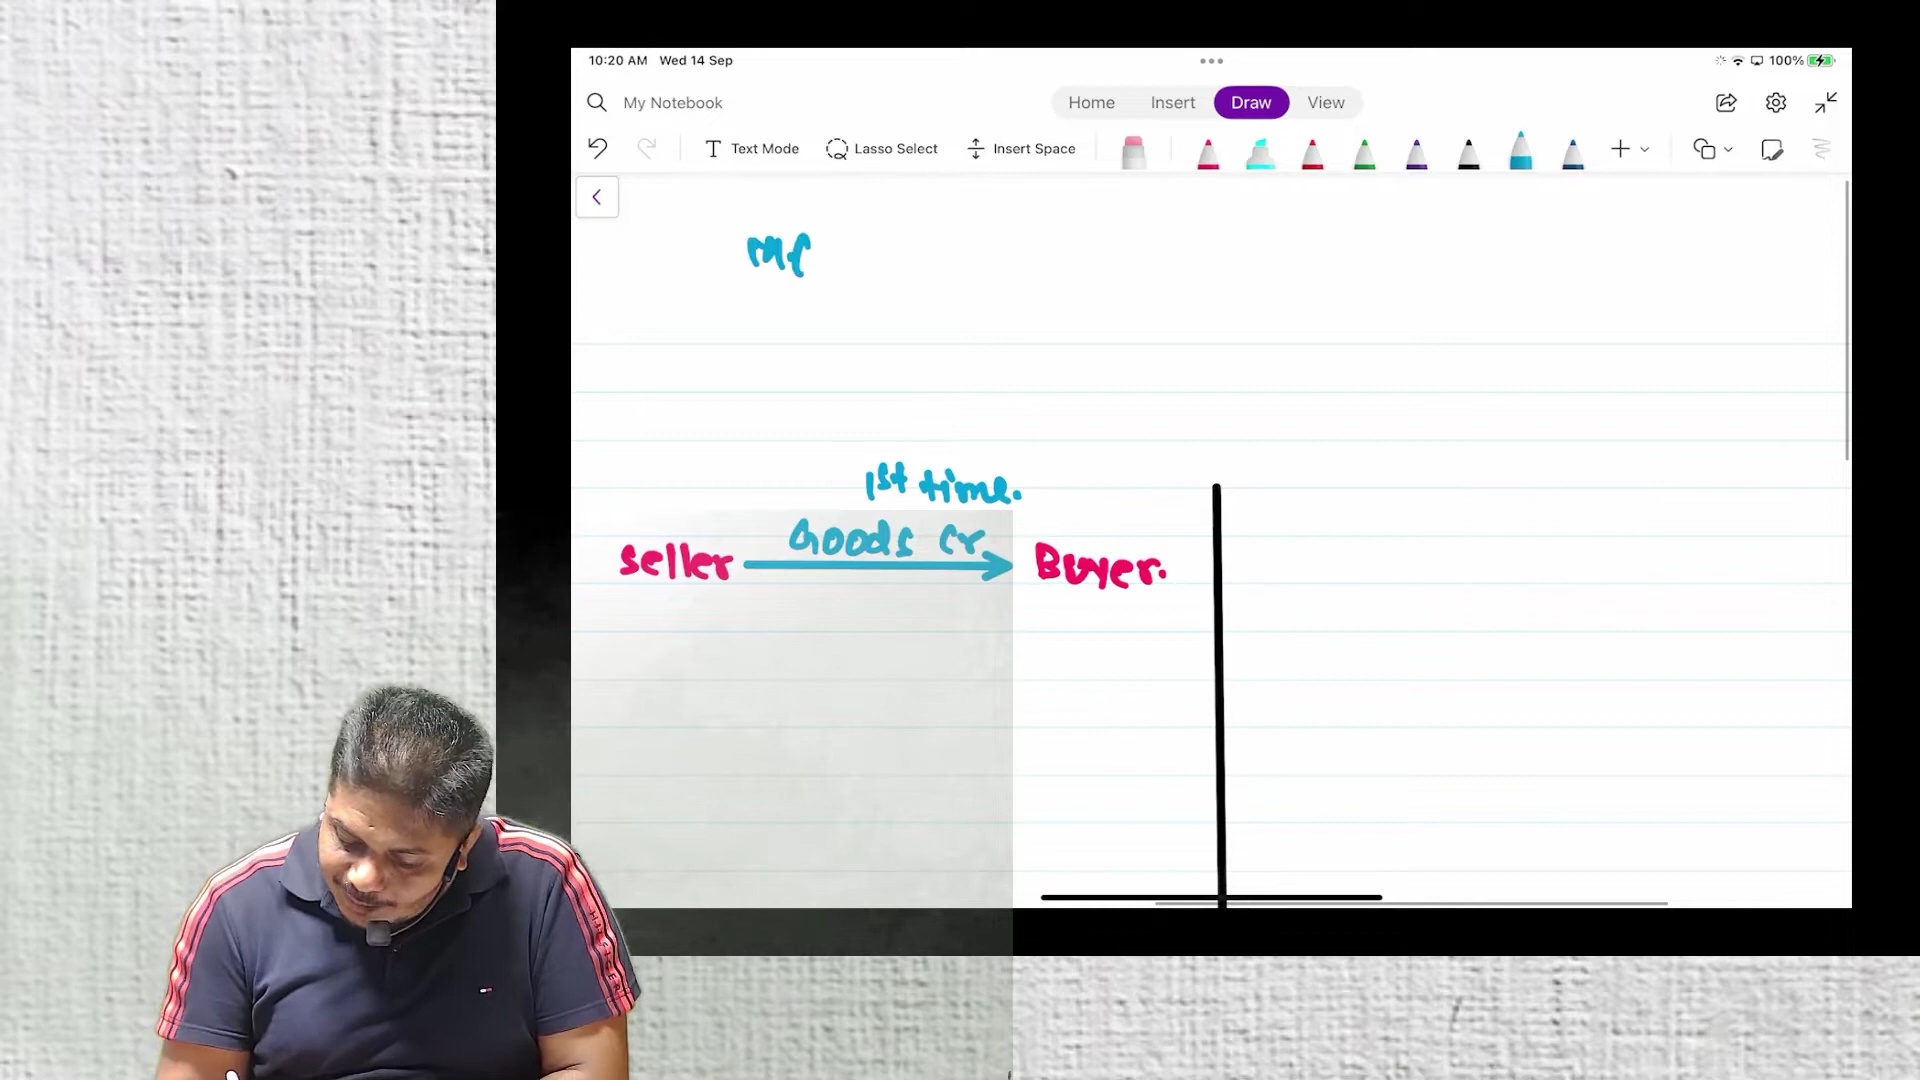 10:20 AM Wed 14 Sep
100%
My Notebook
Home Insert Draw View
Text Mode Lasso Select Insert Space
1st time.
Goods Cr
Seller
Buyer.